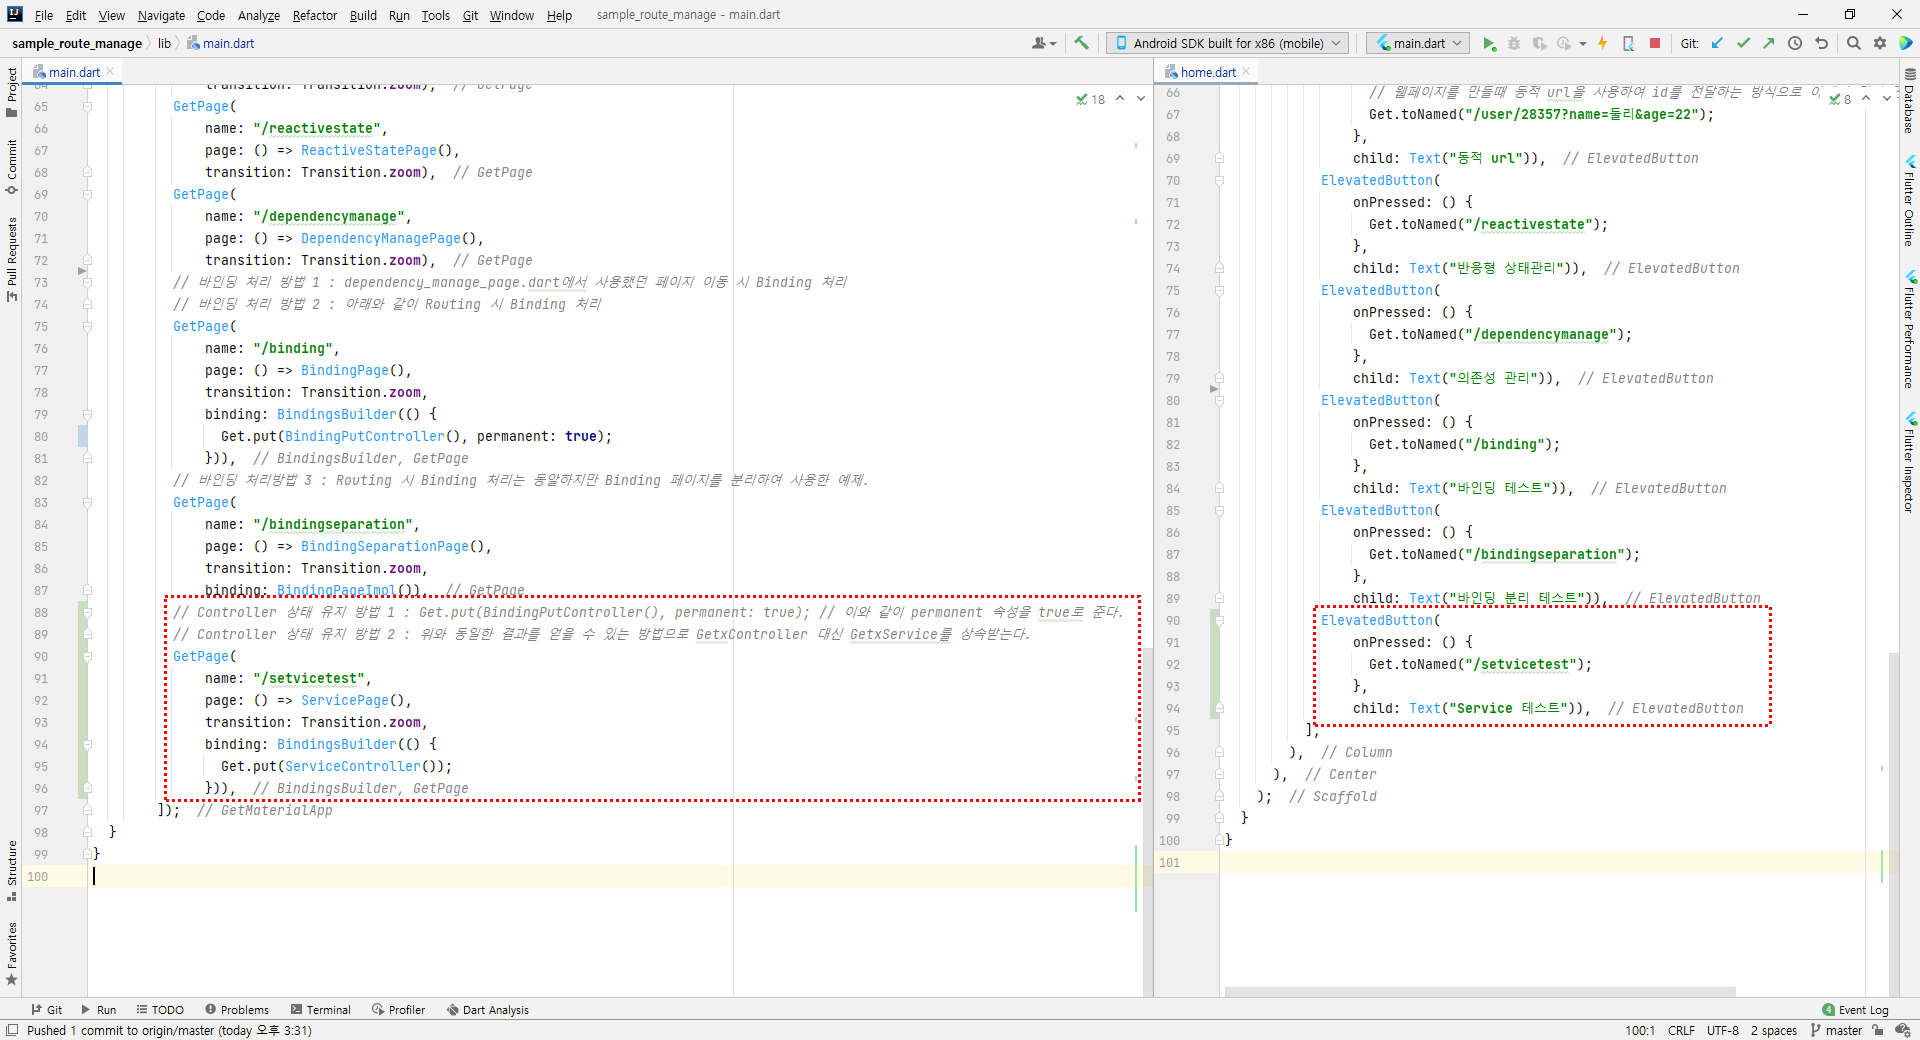 File Edit View Navigate Code Analyze Refactor Build Run Tools Git Window Help sample_route_manage - main.dart
sample_route_manage lib main.dart Android SDK built for x86 (mobile) main.dart Git:
main.dart
18
64 transition: Transition.zoom), // GetPage
65 GetPage(
66 name: "/reactivestate",
67 page: () => ReactiveStatePage(),
68 transition: Transition.zoom), // GetPage
69 GetPage(
70 name: "/dependencymanage",
71 page: () => DependencyManagePage(),
72 transition: Transition.zoom), // GetPage
73 // 바인딩 처리 방법 1 : dependency_manage_page.dart에서 사용했던 페이지 이동 시 Binding 처리
74 // 바인딩 처리 방법 2 : 아래와 같이 Routing 시 Binding 처리
75 GetPage(
76 name: "/binding",
77 page: () => BindingPage(),
78 transition: Transition.zoom,
79 binding: BindingsBuilder(() {
80 Get.put(BindingPutController(), permanent: true);
81 })), // BindingsBuilder, GetPage
82 // 바인딩 처리방법 3 : Routing 시 Binding 처리는 동일하지만 Binding 페이지를 분리하여 사용한 예제.
83 GetPage(
84 name: "/bindingseparation",
85 page: () => BindingSeparationPage(),
86 transition: Transition.zoom,
87 binding: BindingPageImpl()), // GetPage
88 // Controller 상태 유지 방법 1 : Get.put(BindingPutController(), permanent: true); // 이와 같이 permanent 속성을 true로 준다.
89 // Controller 상태 유지 방법 2 : 위와 동일한 결과를 얻을 수 있는 방법으로 GetxController 대신 GetxService를 상속받는다.
90 GetPage(
91 name: "/setvicetest",
92 page: () => ServicePage(),
93 transition: Transition.zoom,
94 binding: BindingsBuilder(() {
95 Get.put(ServiceController());
96 })), // BindingsBuilder, GetPage
97 ]); // GetMaterialApp
98 }
99 }
100
home.dart
8
66 // 웹페이지를 만들때 동적 url을 사용하여 id를 전달하는 방식으로
67 Get.toNamed("/user/28357?name=둘리&age=22");
68 },
69 child: Text("동적 url")), // ElevatedButton
70 ElevatedButton(
71 onPressed: () {
72 Get.toNamed("/reactivestate");
73 },
74 child: Text("반응형 상태관리")), // ElevatedButton
75 ElevatedButton(
76 onPressed: () {
77 Get.toNamed("/dependencymanage");
78 },
79 child: Text("의존성 관리")), // ElevatedButton
80 ElevatedButton(
81 onPressed: () {
82 Get.toNamed("/binding");
83 },
84 child: Text("바인딩 테스트")), // ElevatedButton
85 ElevatedButton(
86 onPressed: () {
87 Get.toNamed("/bindingseparation");
88 },
89 child: Text("바인딩 분리 테스트")), // ElevatedButton
90 ElevatedButton(
91 onPressed: () {
92 Get.toNamed("/setvicetest");
93 },
94 child: Text("Service 테스트")), // ElevatedButton
95 ],
96 ), // Column
97 ), // Center
98 ); // Scaffold
99 }
100 }
101
Project
Commit
Pull Requests
Structure
Favorites
Database
Flutter Outline
Flutter Performance
Flutter Inspector
Git Run TODO Problems Terminal Profiler Dart Analysis 4 Event Log
Pushed 1 commit to origin/master (today 오후 3:31) 100:1 CRLF UTF-8 2 spaces master